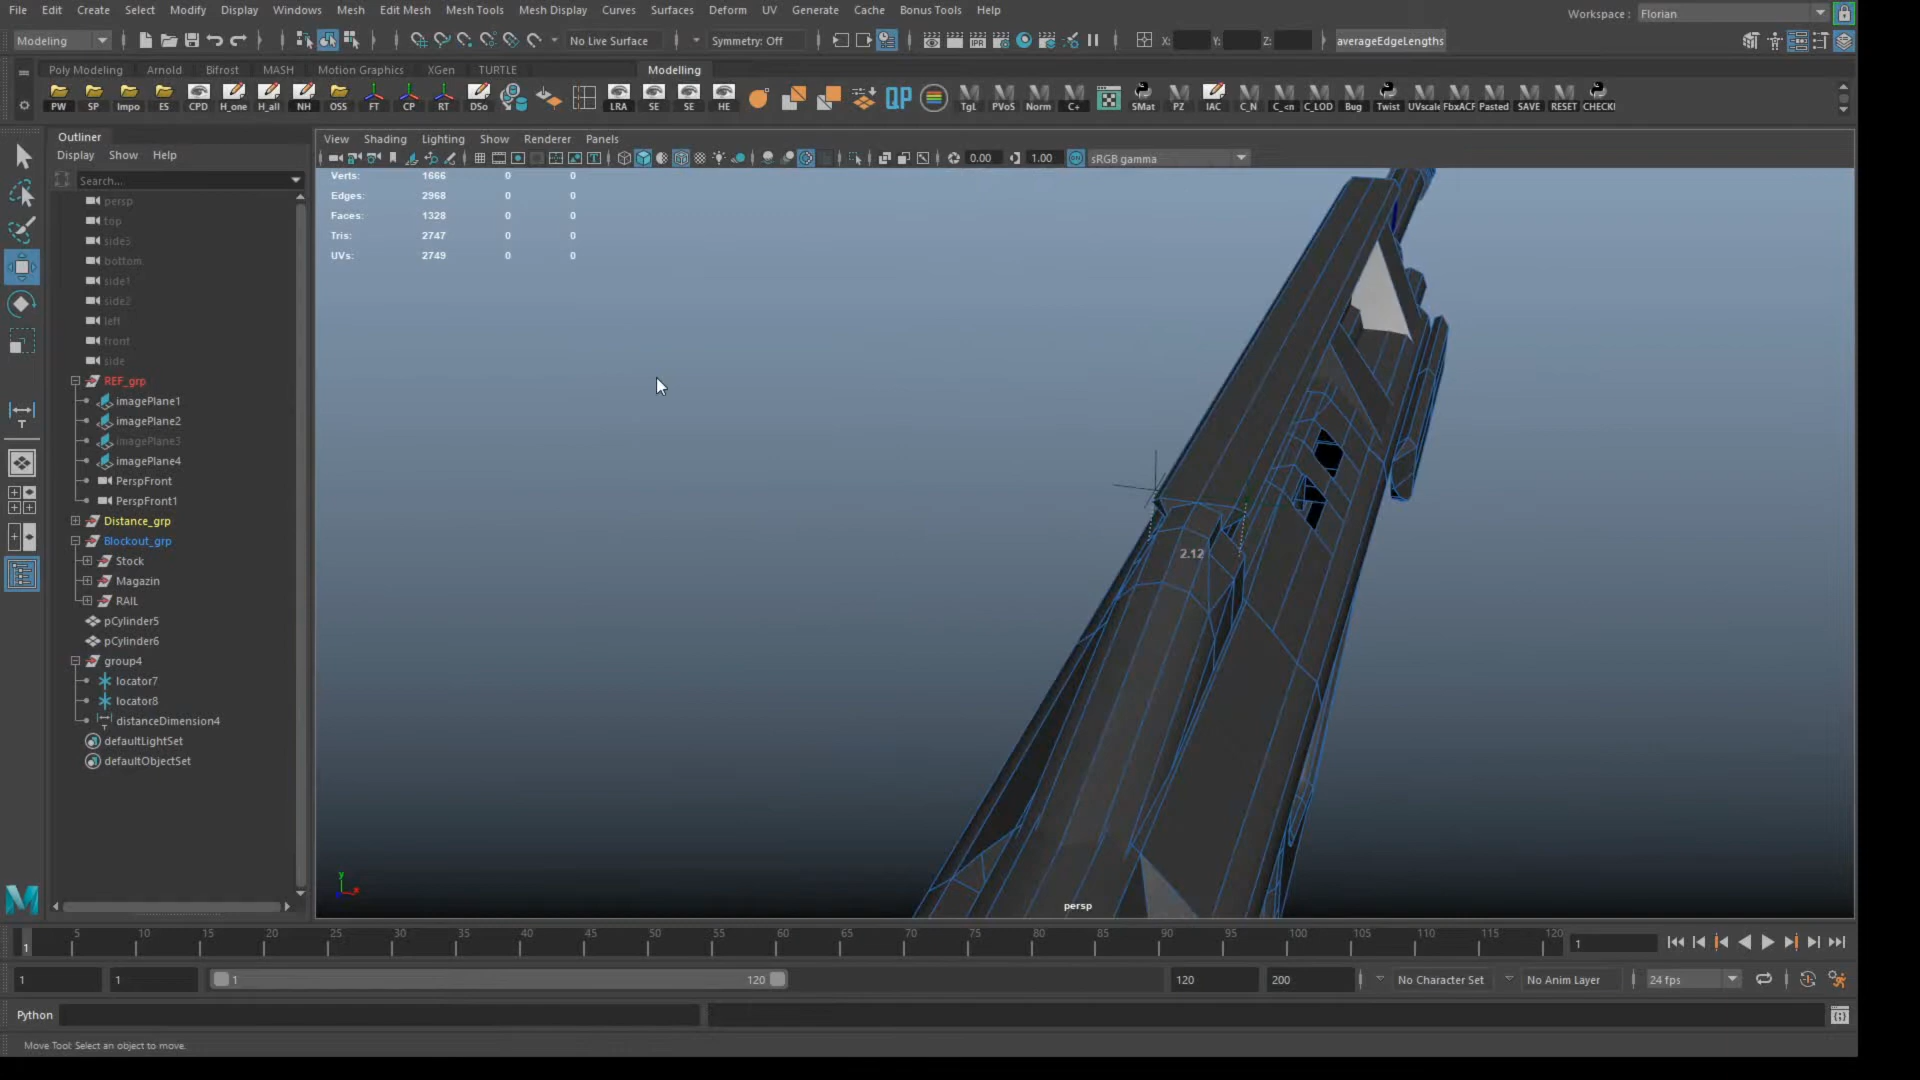 File Edit Create Select Modify Display Windows Mesh Edit Mesh Mesh Tools Mesh Display Curves Surfaces Deform UV Generate Cache Bonus Tools Help
Workspace : Florian
Modeling No Live Surface Symmetry: Off X: Y: Z: averageEdgeLengths
Poly Modeling Arnold Bifrost MASH Motion Graphics XGen TURTLE Modelling
PW SP Impo ES CPD H_one H_all NH OSS FT CP RT DSo LRA SE SE HE QP TgL PVoS Norm C+ SMat PZ IAC C_N C_<n C_LOD Bug Twist UVscale FbxACF Pasted SAVE RESET CHECKI
Outliner
View Shading Lighting Show Renderer Panels
Display Show Help
0.00 1.00 sRGB gamma
Search...
Verts: 1666 0 0
Edges: 2968 0 0
Faces: 1328 0 0
Tris: 2747 0 0
UVs: 2749 0 0
persp
top
side3
bottom
side1
side2
left
front
side
REF_grp
imagePlane1
imagePlane2
imagePlane3
imagePlane4
PerspFront
PerspFront1
Distance_grp
Blockout_grp
Stock
Magazin
RAIL
pCylinder5
pCylinder6
group4
locator7
locator8
distanceDimension4
defaultLightSet
defaultObjectSet
2.12
y
x
persp
1 5 10 15 20 25 30 35 40 45 50 55 60 65 70 75 80 85 90 95 100 105 110 115 120 1
1 1 1 120 120 200 No Character Set No Anim Layer 24 fps
Python
Move Tool: Select an object to move.